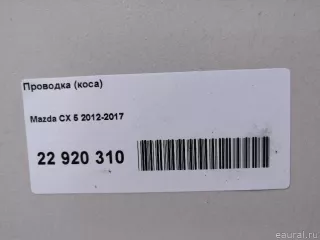 Проводка (коса)
Mazda CX 5 2012-2017
22 920 310
eaural.ru